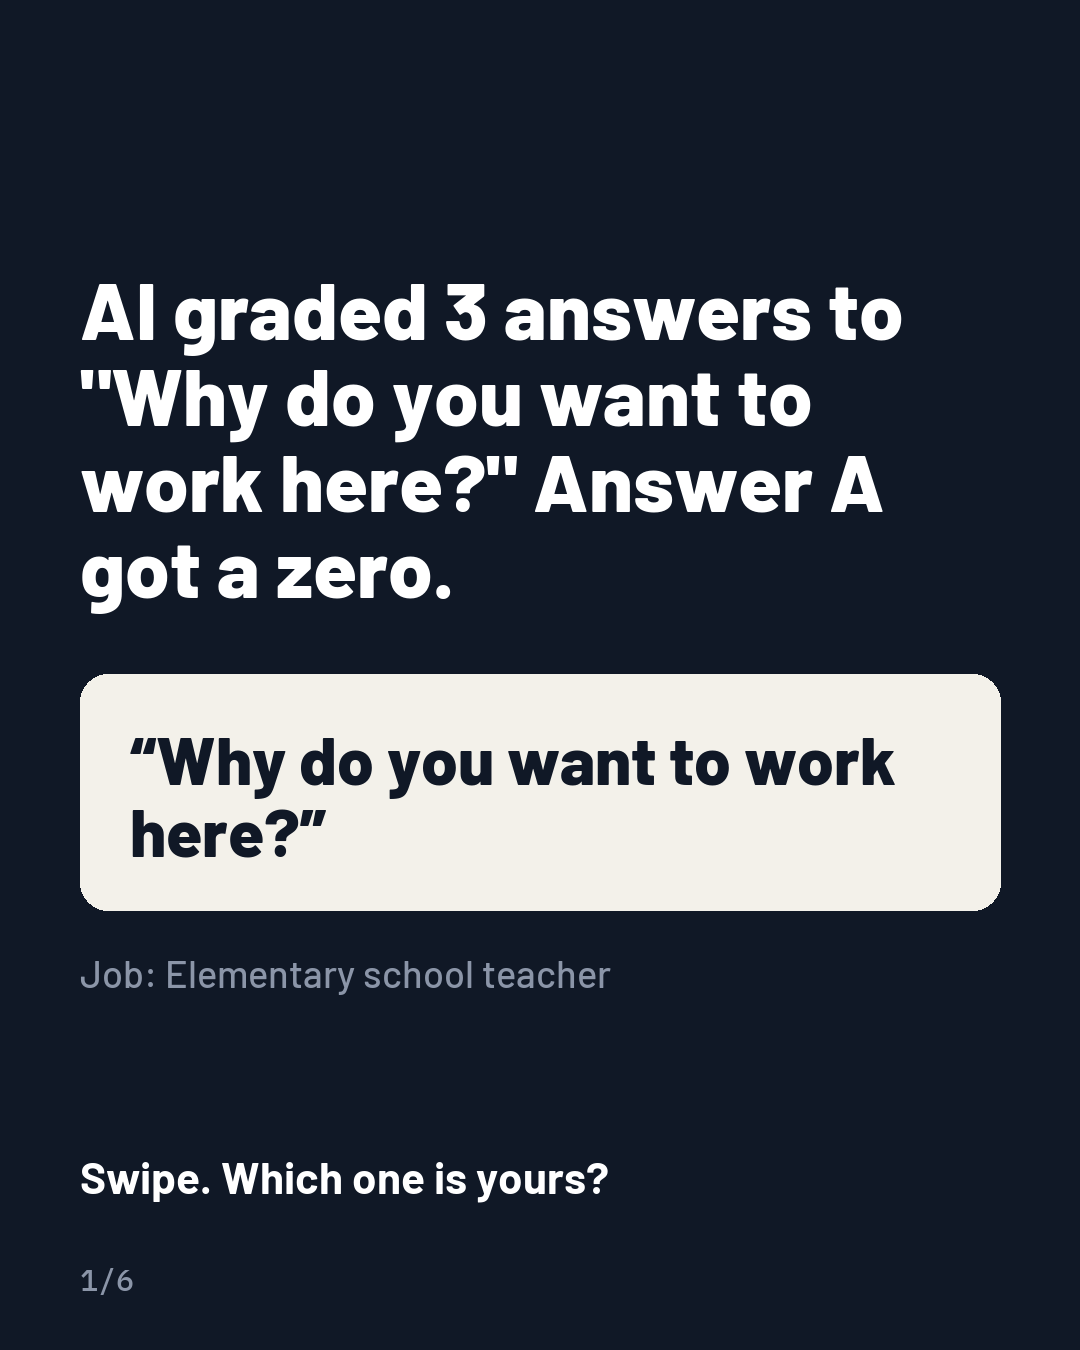 AI graded 3 answers to
"Why do you want to
work here?" Answer A
got a zero.
“Why do you want to work
here?”
Job: Elementary school teacher
Swipe. Which one is yours?
1/6